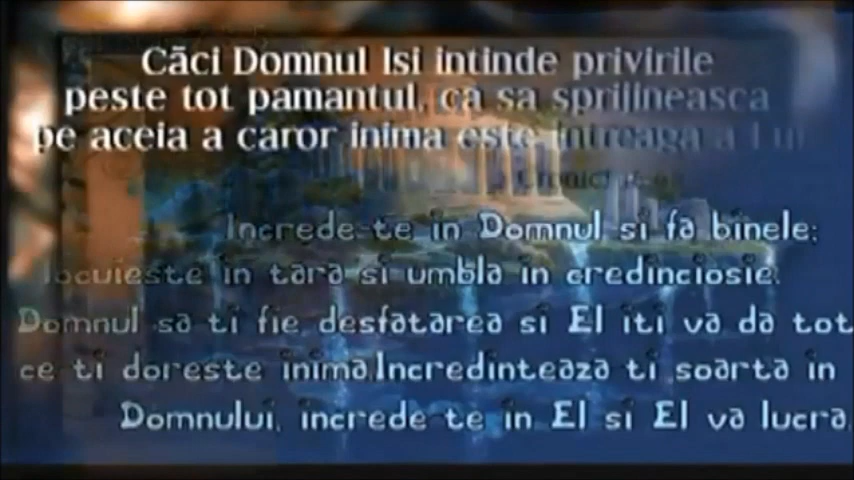 Căci Domnul Isi intinde privirile
peste tot pamantul, ca sa sprijineasca
pe aceia a caror inima este intreaga a Lui
Cronici
Increde-te in Domnul si fa binele;
locuieste in tara si umbla in credinciosie.
Domnul sa ti fie desfatarea si El iti va da tot
ce ti doreste inima.Incredinteaza ti soarta in
Domnului, increde te in El si El va lucra.